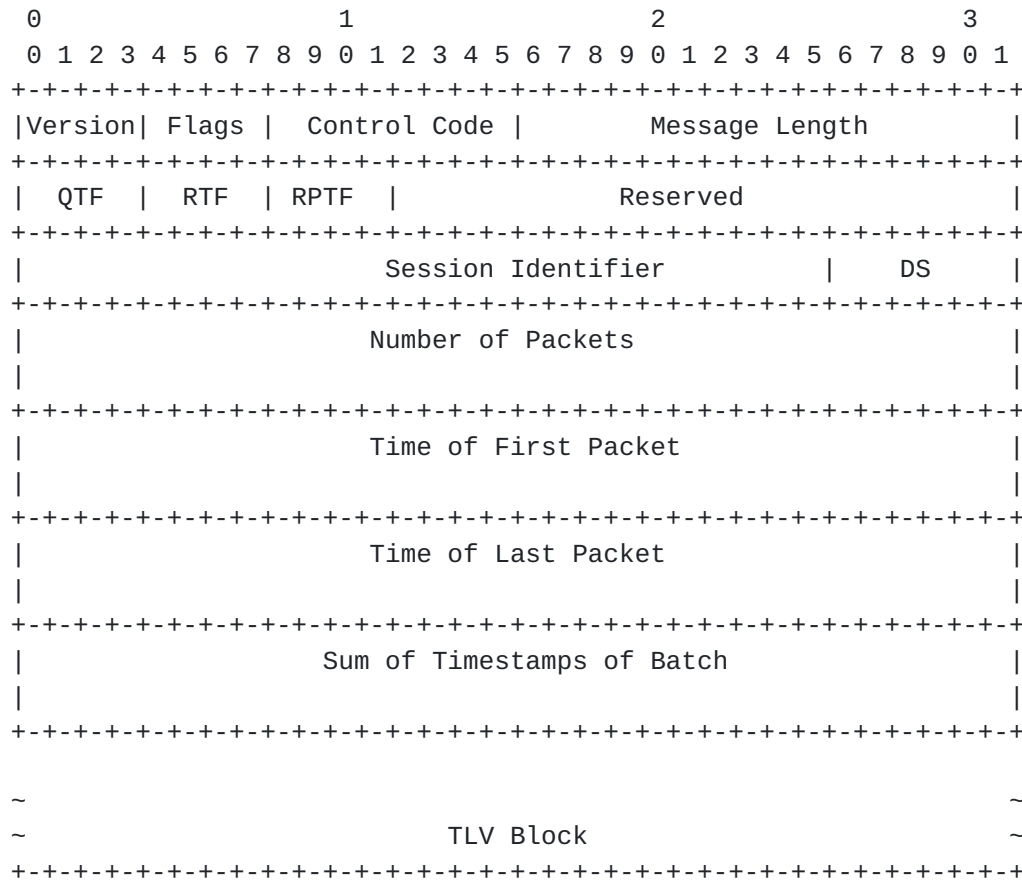 0                   1                   2                   3
 0 1 2 3 4 5 6 7 8 9 0 1 2 3 4 5 6 7 8 9 0 1 2 3 4 5 6 7 8 9 0 1
+-+-+-+-+-+-+-+-+-+-+-+-+-+-+-+-+-+-+-+-+-+-+-+-+-+-+-+-+-+-+-+-+
|Version| Flags |  Control Code |        Message Length         |
+-+-+-+-+-+-+-+-+-+-+-+-+-+-+-+-+-+-+-+-+-+-+-+-+-+-+-+-+-+-+-+-+
|  QTF  |  RTF  | RPTF  |              Reserved                 |
+-+-+-+-+-+-+-+-+-+-+-+-+-+-+-+-+-+-+-+-+-+-+-+-+-+-+-+-+-+-+-+-+
|                       Session Identifier          |    DS     |
+-+-+-+-+-+-+-+-+-+-+-+-+-+-+-+-+-+-+-+-+-+-+-+-+-+-+-+-+-+-+-+-+
|                      Number of Packets                        |
|                                                               |
+-+-+-+-+-+-+-+-+-+-+-+-+-+-+-+-+-+-+-+-+-+-+-+-+-+-+-+-+-+-+-+-+
|                      Time of First Packet                     |
|                                                               |
+-+-+-+-+-+-+-+-+-+-+-+-+-+-+-+-+-+-+-+-+-+-+-+-+-+-+-+-+-+-+-+-+
|                      Time of Last Packet                      |
|                                                               |
+-+-+-+-+-+-+-+-+-+-+-+-+-+-+-+-+-+-+-+-+-+-+-+-+-+-+-+-+-+-+-+-+
|                   Sum of Timestamps of Batch                  |
|                                                               |
+-+-+-+-+-+-+-+-+-+-+-+-+-+-+-+-+-+-+-+-+-+-+-+-+-+-+-+-+-+-+-+-+
~                                                               ~
~                           TLV Block                           ~
+-+-+-+-+-+-+-+-+-+-+-+-+-+-+-+-+-+-+-+-+-+-+-+-+-+-+-+-+-+-+-+-+